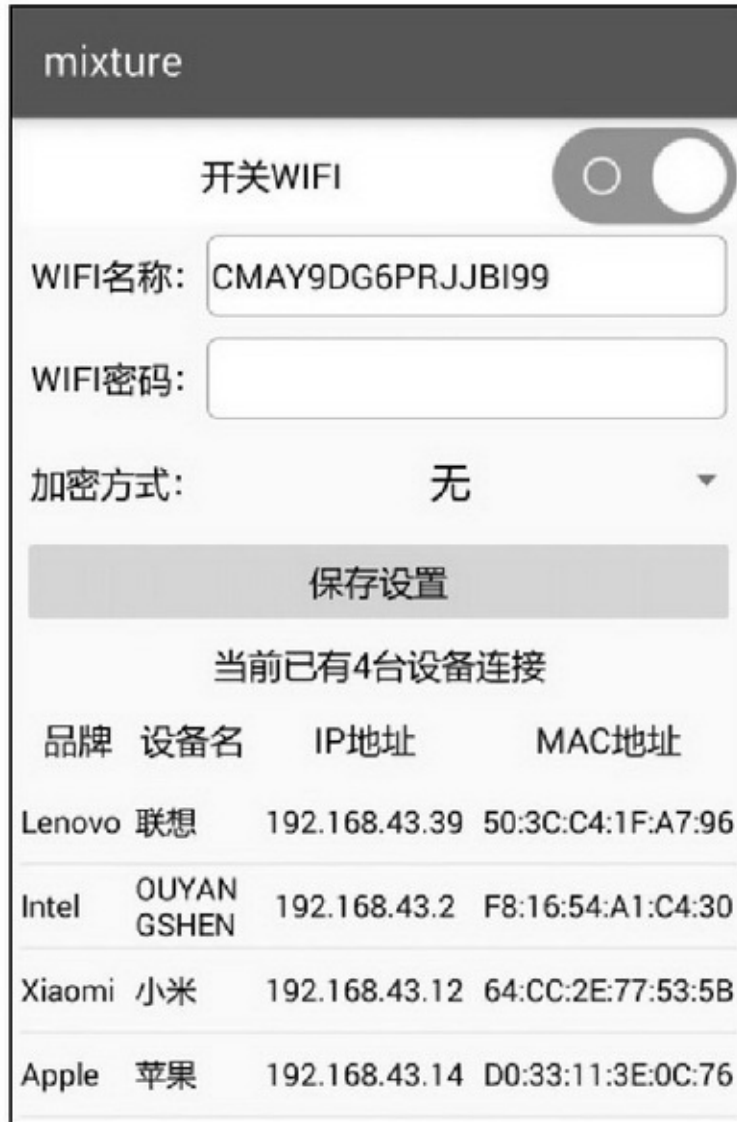 mixture
开关WIFI
WIFI名称： CMAY9DG6PRJJBI99
WIFI密码：
加密方式： 无
保存设置
当前已有4台设备连接
品牌 设备名 IP地址 MAC地址
Lenovo 联想 192.168.43.39 50:3C:C4:1F:A7:96
Intel OUYAN
GSHEN 192.168.43.2 F8:16:54:A1:C4:30
Xiaomi 小米 192.168.43.12 64:CC:2E:77:53:5B
Apple 苹果 192.168.43.14 D0:33:11:3E:0C:76